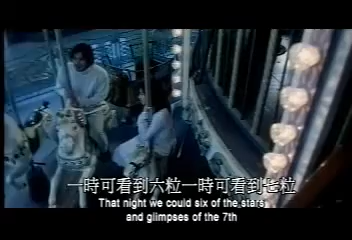 一時可看到六粒一時可看到七粒
That night we could six of the stars
and glimpses of the 7th